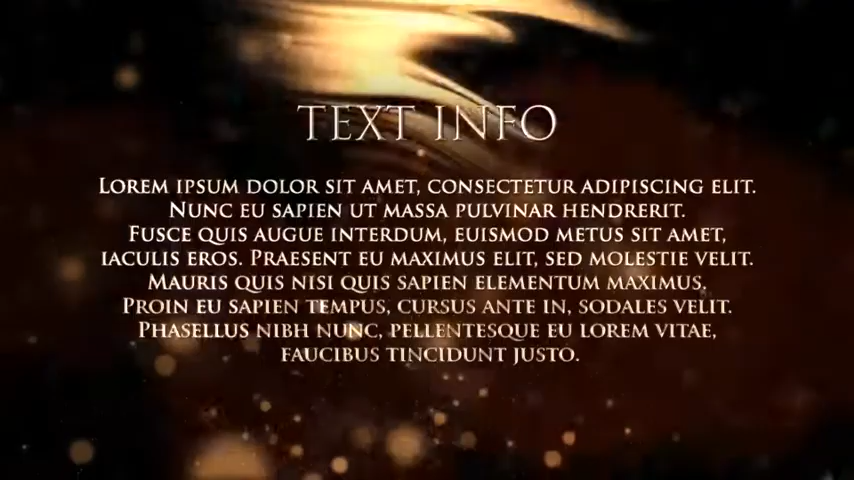 TEXT INFO
LOREM IPSUM DOLOR SIT AMET, CONSECTETUR ADIPISCING ELIT.
NUNC EU SAPIEN UT MASSA PULVINAR HENDRERIT.
FUSCE QUIS AUGUE INTERDUM, EUISMOD METUS SIT AMET,
IACULIS EROS. PRAESENT EU MAXIMUS ELIT, SED MOLESTIE VELIT.
MAURIS QUIS NISI QUIS SAPIEN ELEMENTUM MAXIMUS.
PROIN EU SAPIEN TEMPUS, CURSUS ANTE IN, SODALES VELIT.
PHASELLUS NIBH NUNC, PELLENTESQUE EU LOREM VITAE,
FAUCIBUS TINCIDUNT JUSTO.